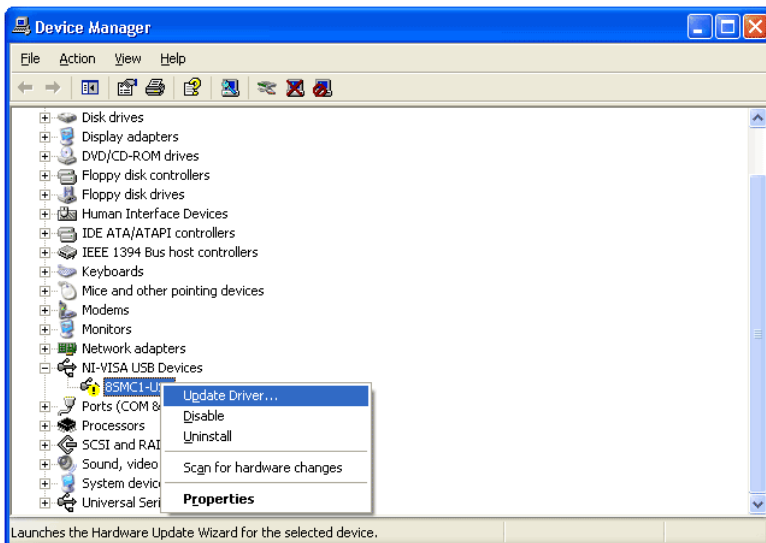 Device Manager
File Action View Help
Disk drives
Display adapters
DVD/CD-ROM drives
Floppy disk controllers
Floppy disk drives
Human Interface Devices
IDE ATA/ATAPI controllers
IEEE 1394 Bus host controllers
Keyboards
Mice and other pointing devices
Modems
Monitors
Network adapters
NI-VISA USB Devices
8SMC1-U
Update Driver...
Ports (COM &
Disable
Processors
Uninstall
SCSI and RAI
Sound, video
Scan for hardware changes
System device
Properties
Universal Seri
Launches the Hardware Update Wizard for the selected device.